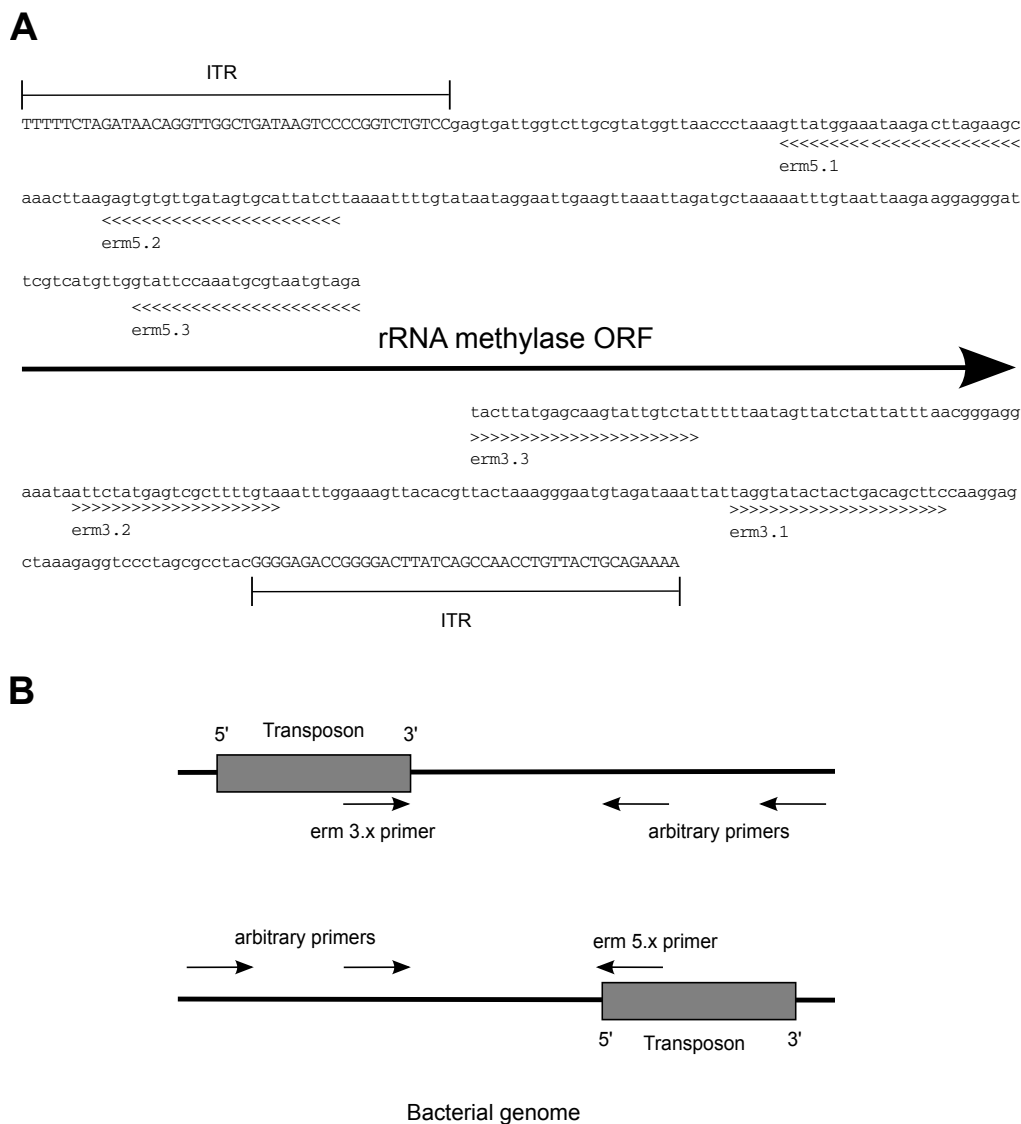 A
ITR
TTTTTCTAGATAACAGGTTGGCTGATAAGTCCCCGGTCTGTCCgagtgattggtcttgcgtatggttaaccctaaagttatggaaataagacttagaagc
<<<<<<<<<<<<<<<<<<<<<<<<
erm5.1
aaacttaagagtgtgttgatagtgcattatcttaaaattttgtataataggaattgaagttaaattagatgctaaaaatttgtaattaagaaggagggat
<<<<<<<<<<<<<<<<<<<<<<<<
erm5.2
tcgtcatgttggtattccaaatgcgtaatgtaga
<<<<<<<<<<<<<<<<<<<<<<<
erm5.3
rRNA methylase ORF
tacttatgagcaagtattgtctatttttaatagttatctattatttaacgggagg
>>>>>>>>>>>>>>>>>>>>>>>
erm3.3
aaataattctatgagtcgcttttgtaaatttggaaagttacacgttactaaagggaatgtagataaattattaggtatactactgacagcttccaaggag
>>>>>>>>>>>>>>>>>>>>> >>>>>>>>>>>>>>>>>>>>>>
erm3.2 erm3.1
ctaaagaggtccctagcgcctacGGGGAGACCGGGGACTTATCAGCCAACCTGTTACTGCAGAAAA
ITR
B
5' Transposon 3'
erm 3.x primer arbitrary primers
arbitrary primers erm 5.x primer
5' Transposon 3'
Bacterial genome